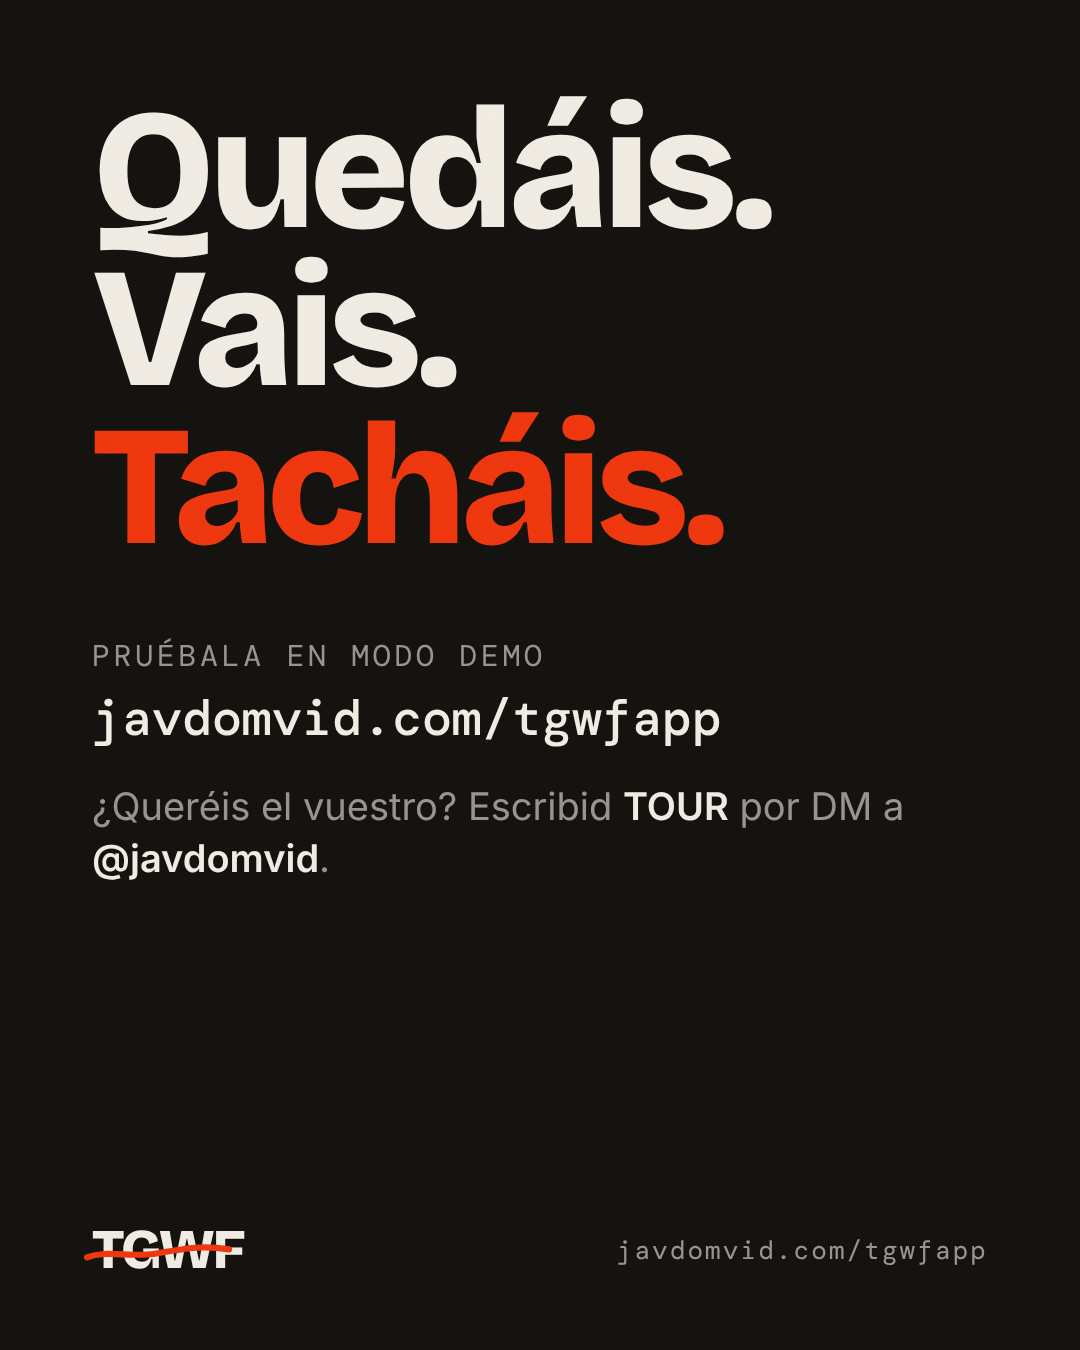 Quedáis.
Vais.
Tacháis.
PRUÉBALA EN MODO DEMO
javdomvid.com/tgwfapp
¿Queréis el vuestro? Escribid TOUR por DM a
@javdomvid.
TGWF
javdomvid.com/tgwfapp